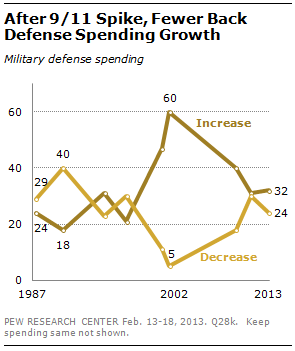 After 9/11 Spike, Fewer Back
Defense Spending Growth
Military defense spending
60
60
Increase
40
40
29
32
24
24
20
18
5
Decrease
0
1987
2002
2013
PEW RESEARCH CENTER Feb. 13-18, 2013. Q28k. Keep
spending same not shown.